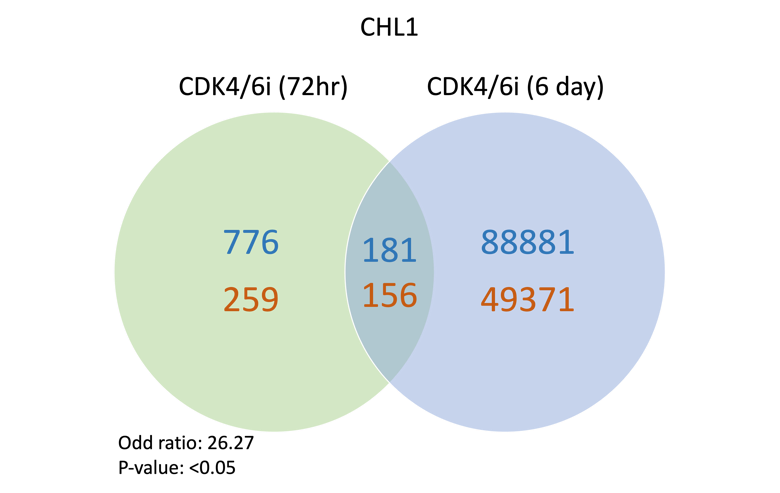 CHL1
CDK4/6i (72hr) CDK4/6i (6 day)
776 181 88881
259 156 49371
Odd ratio: 26.27
P-value: <0.05